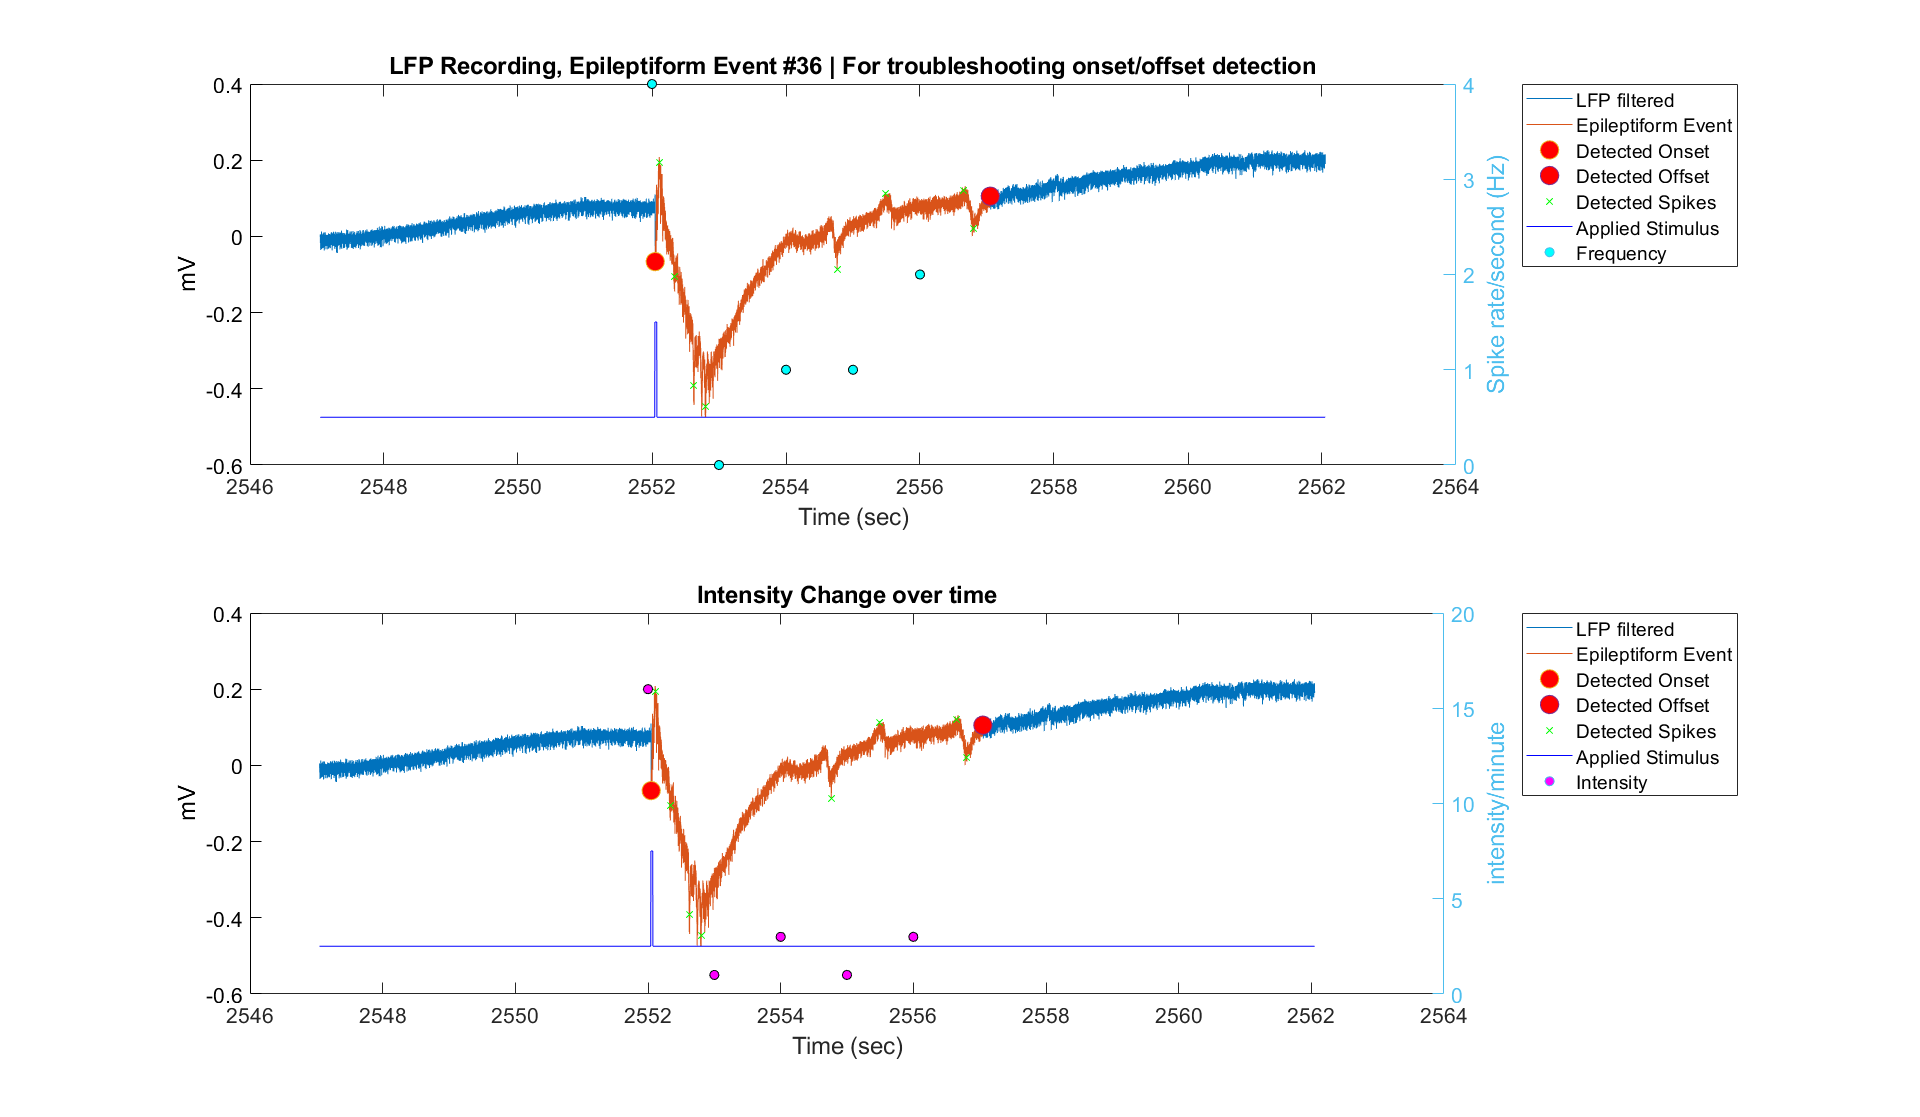 LFP Recording, Epileptiform Event #36 | For troubleshooting onset/offset detection
0.4
0.2
0
-0.2
-0.4
-0.6
mV
2546
2548
2550
2552
2554
2556
2558
2560
2562
2564
Time (sec)
4
3
2
1
0
Spike rate/second (Hz)
LFP filtered
Epileptiform Event
Detected Onset
Detected Offset
Detected Spikes
Applied Stimulus
Frequency
Intensity Change over time
0.4
0.2
0
-0.2
-0.4
-0.6
mV
2546
2548
2550
2552
2554
2556
2558
2560
2562
2564
Time (sec)
20
15
10
5
0
intensity/minute
LFP filtered
Epileptiform Event
Detected Onset
Detected Offset
Detected Spikes
Applied Stimulus
Intensity